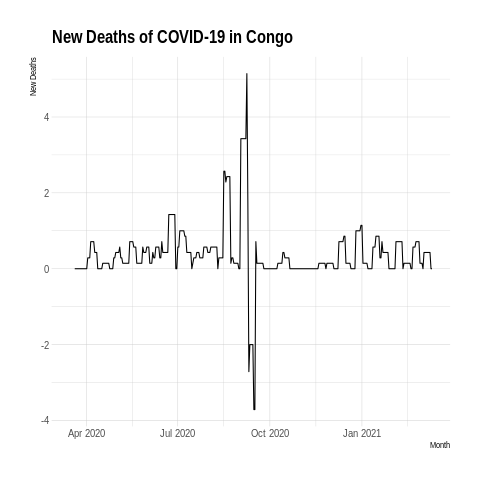 New Deaths of COVID-19 in Congo
New Deaths
4
2
0
-2
-4
Apr 2020
Jul 2020
Oct 2020
Jan 2021
Month